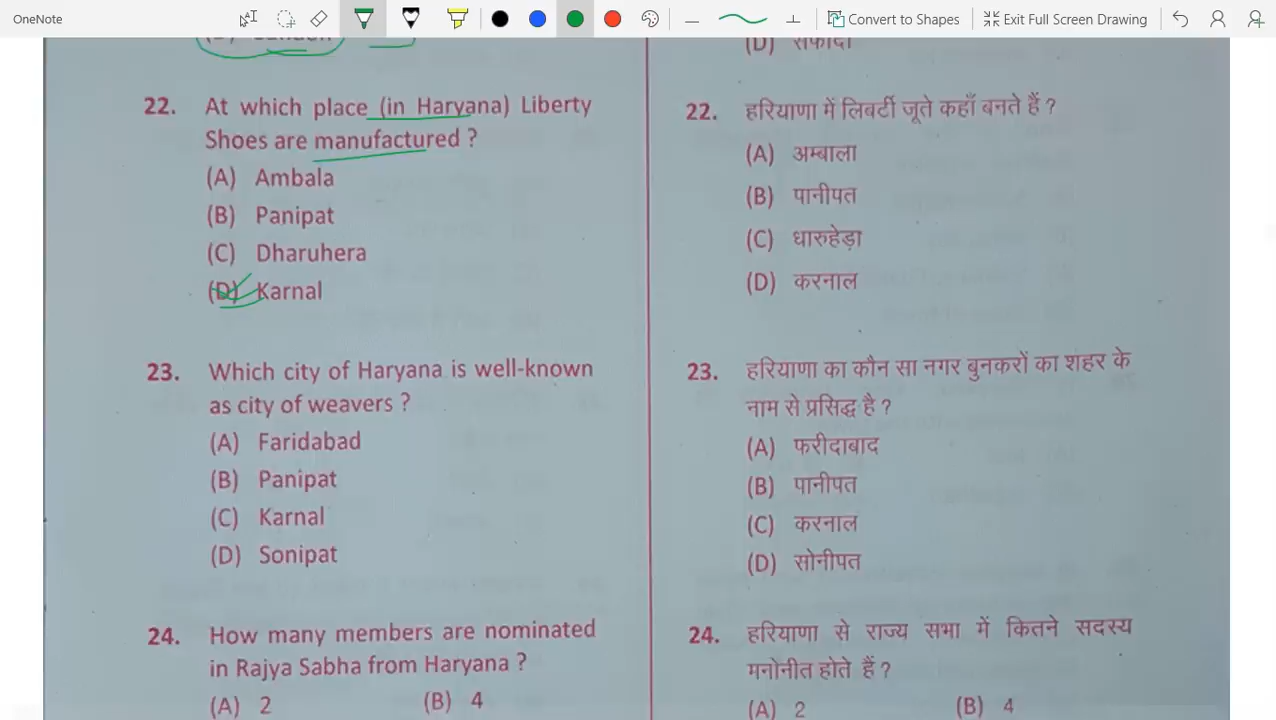 OneNote
Convert to Shapes
Exit Full Screen Drawing
(D) सफीदों
22. At which place (in Haryana) Liberty
Shoes are manufactured ?
(A) Ambala
(B) Panipat
(C) Dharuhera
(D) Karnal
23. Which city of Haryana is well-known
as city of weavers ?
(A) Faridabad
(B) Panipat
(C) Karnal
(D) Sonipat
24. How many members are nominated
in Rajya Sabha from Haryana ?
(A) 2 (B) 4
22. हरियाणा में लिबर्टी जूते कहाँ बनते हैं ?
(A) अम्बाला
(B) पानीपत
(C) धारुहेड़ा
(D) करनाल
23. हरियाणा का कौन सा नगर बुनकरों का शहर के
नाम से प्रसिद्ध है ?
(A) फरीदाबाद
(B) पानीपत
(C) करनाल
(D) सोनीपत
24. हरियाणा से राज्य सभा में कितने सदस्य
मनोनीत होते हैं ?
(A) 2 (B) 4